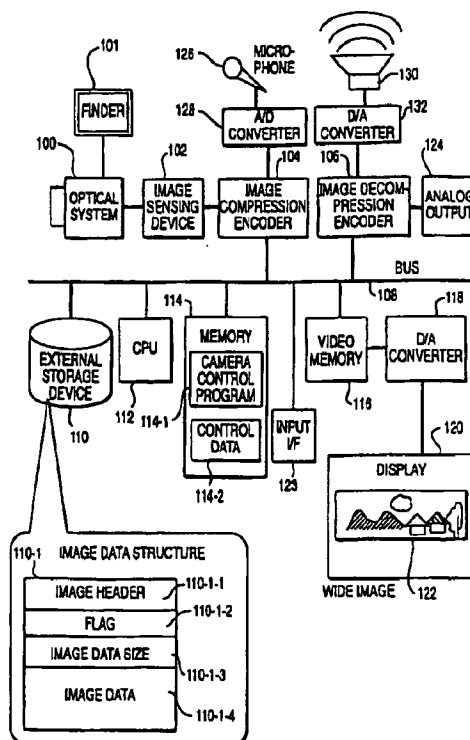 101
FINDER
100
OPTICAL
SYSTEM
102
IMAGE
SENSING
DEVICE
126
MICRO-
PHONE
128
A/D
CONVERTER
104
IMAGE
COMPRESSION
ENCODER
130
D/A
CONVERTER
132
106
IMAGE DECOM-
PRESSION
ENCODER
124
ANALOG
OUTPUT
BUS
108
EXTERNAL
STORAGE
DEVICE
110
CPU
112
114
MEMORY
CAMERA
CONTROL
PROGRAM
114-1
CONTROL
DATA
114-2
INPUT
I/F
123
VIDEO
MEMORY
116
118
D/A
CONVERTER
120
DISPLAY
WIDE IMAGE
122
110-1
IMAGE DATA STRUCTURE
IMAGE HEADER
110-1-1
FLAG
110-1-2
IMAGE DATA SIZE
110-1-3
IMAGE DATA
110-1-4